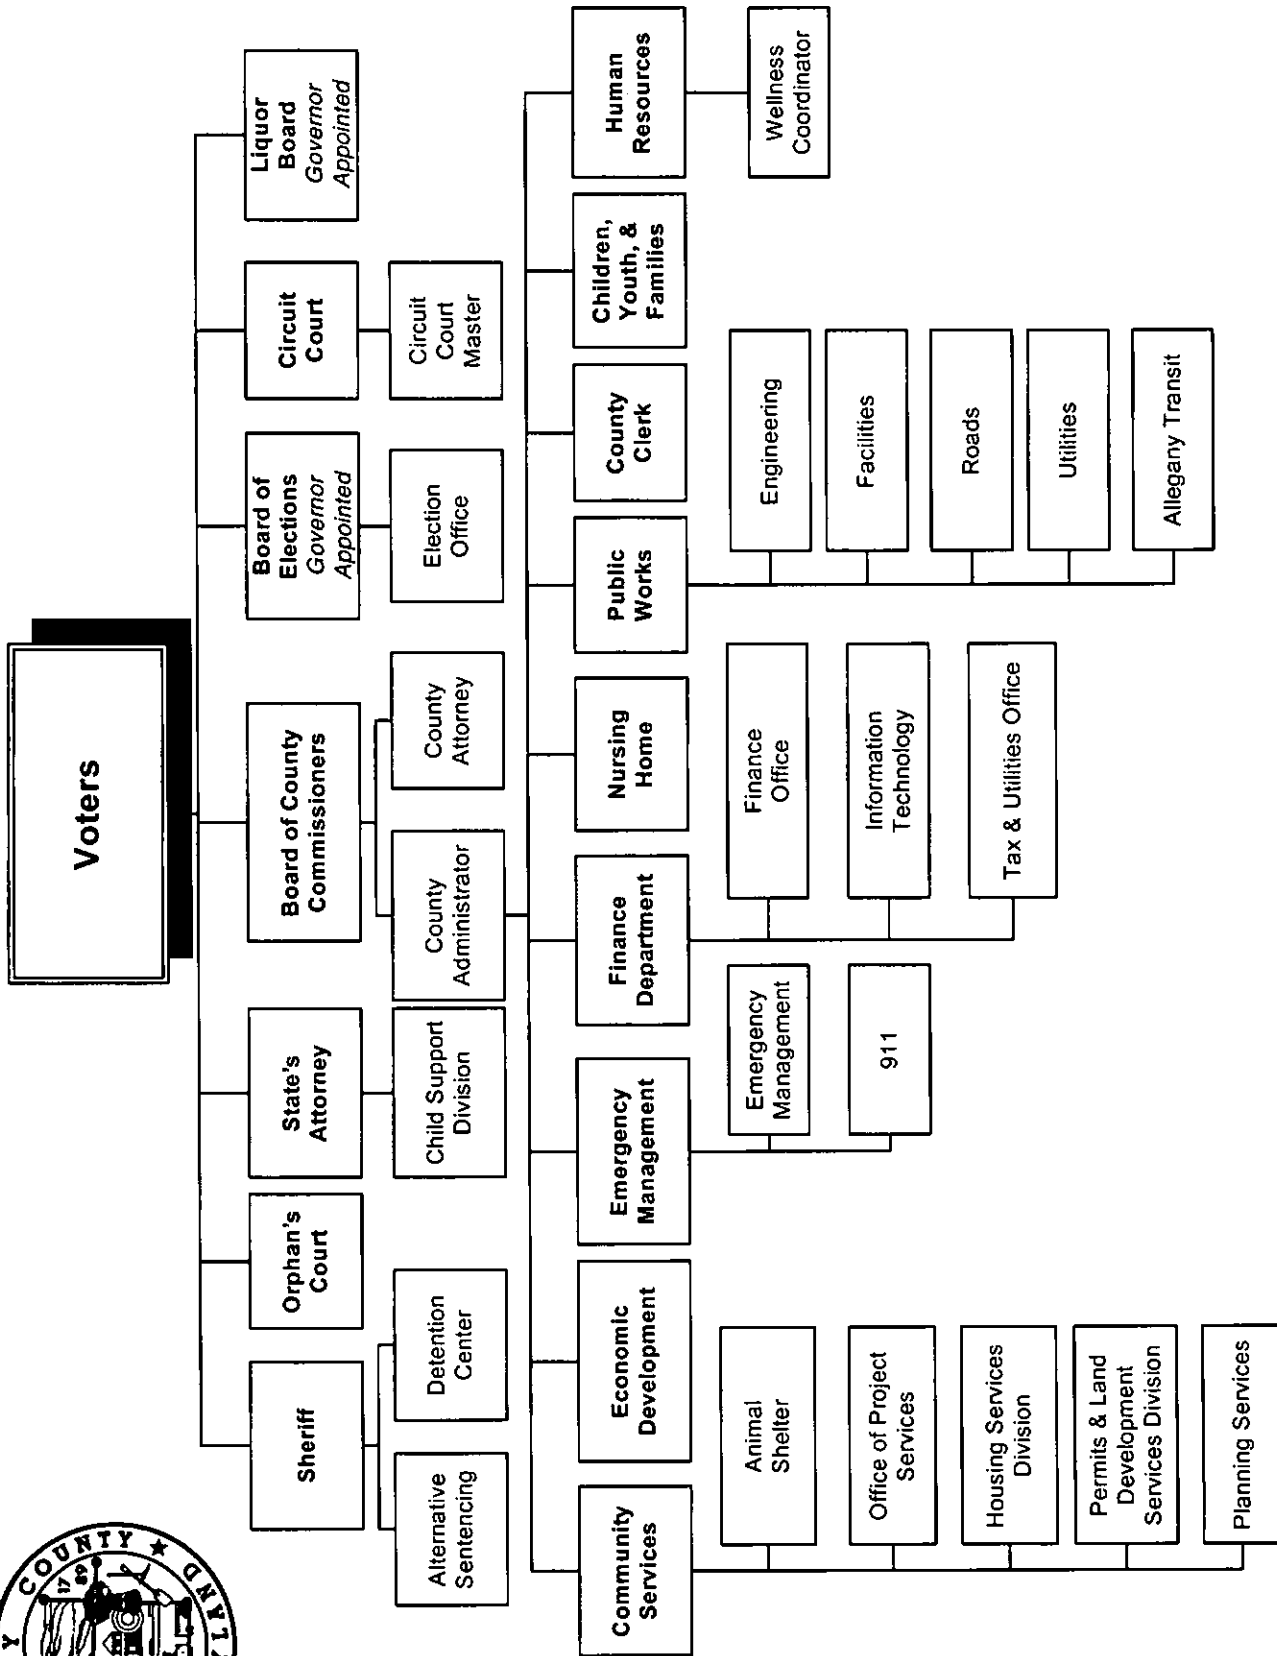 Voters
Sheriff
Orphan's
Court
State's
Attorney
Board of County
Commissioners
Board of
Elections
Governor
Appointed
Circuit
Court
Liquor
Board
Governor
Appointed
Alternative
Sentencing
Detention
Center
Child Support
Division
County
Administrator
County
Attorney
Election
Office
Circuit
Court
Master
Community
Services
Economic
Development
Emergency
Management
Finance
Department
Nursing
Home
Public
Works
County
Clerk
Children,
Youth, &
Families
Human
Resources
Animal
Shelter
Office of Project
Services
Housing Services
Division
Permits & Land
Development
Services Division
Planning Services
Emergency
Management
911
Finance
Office
Information
Technology
Tax & Utilities Office
Engineering
Facilities
Roads
Utilities
Allegany Transit
Wellness
Coordinator
COUNTY
17 89